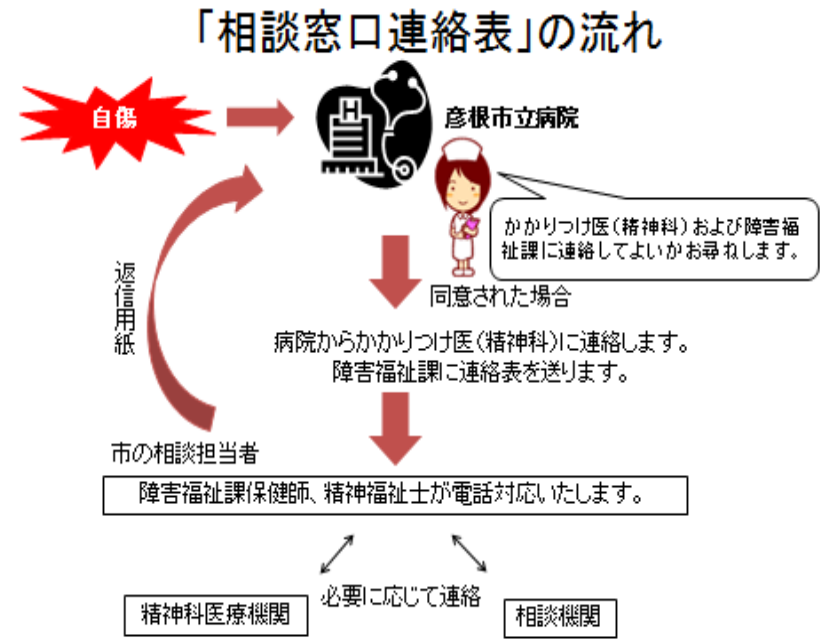 「相談窓口連絡表」の流れ
自傷
彦根市立病院
かかりつけ医（精神科）および障害福
祉課に連絡してよいかお尋ねします。
同意された場合
返信用紙
病院からかかりつけ医（精神科）に連絡します。
障害福祉課に連絡表を送ります。
市の相談担当者
障害福祉課保健師、精神福祉士が電話対応いたします。
必要に応じて連絡
精神科医療機関
相談機関